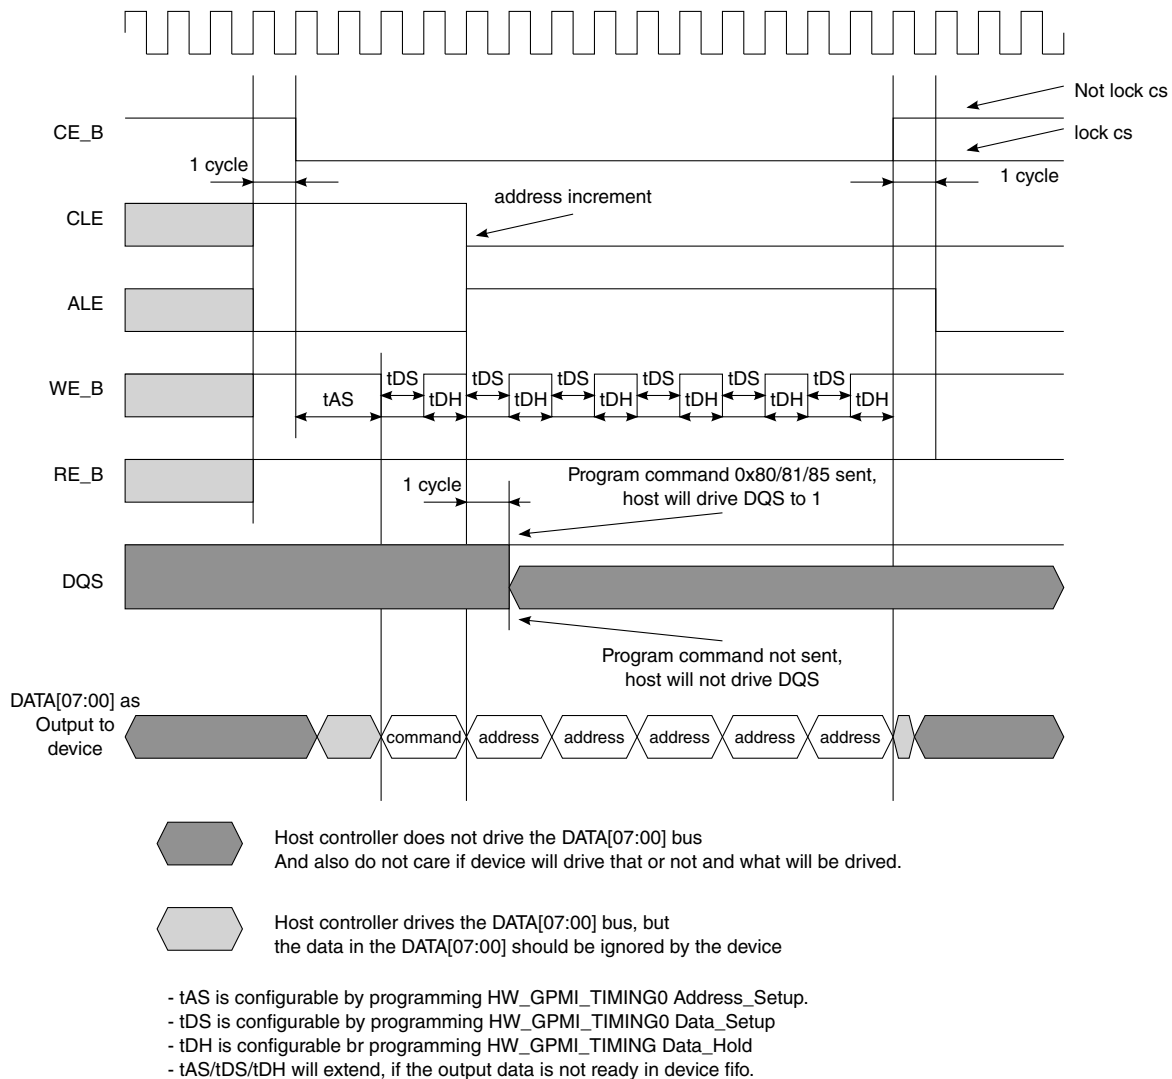 Not lock cs
CE_B
lock cs
1 cycle
1 cycle
address increment
CLE
ALE
WE_B
tDS tDS tDS tDS tDS tDS
tAS tDH tDH tDH tDH tDH tDH
RE_B
1 cycle
Program command 0x80/81/85 sent,
host will drive DQS to 1
DQS
Program command not sent,
host will not drive DQS
DATA[07:00] as
Output to
device
command address address address address address
Host controller does not drive the DATA[07:00] bus
And also do not care if device will drive that or not and what will be drived.
Host controller drives the DATA[07:00] bus, but
the data in the DATA[07:00] should be ignored by the device
- tAS is configurable by programming HW_GPMI_TIMING0 Address_Setup.
- tDS is configurable by programming HW_GPMI_TIMING0 Data_Setup
- tDH is configurable br programming HW_GPMI_TIMING Data_Hold
- tAS/tDS/tDH will extend, if the output data is not ready in device fifo.